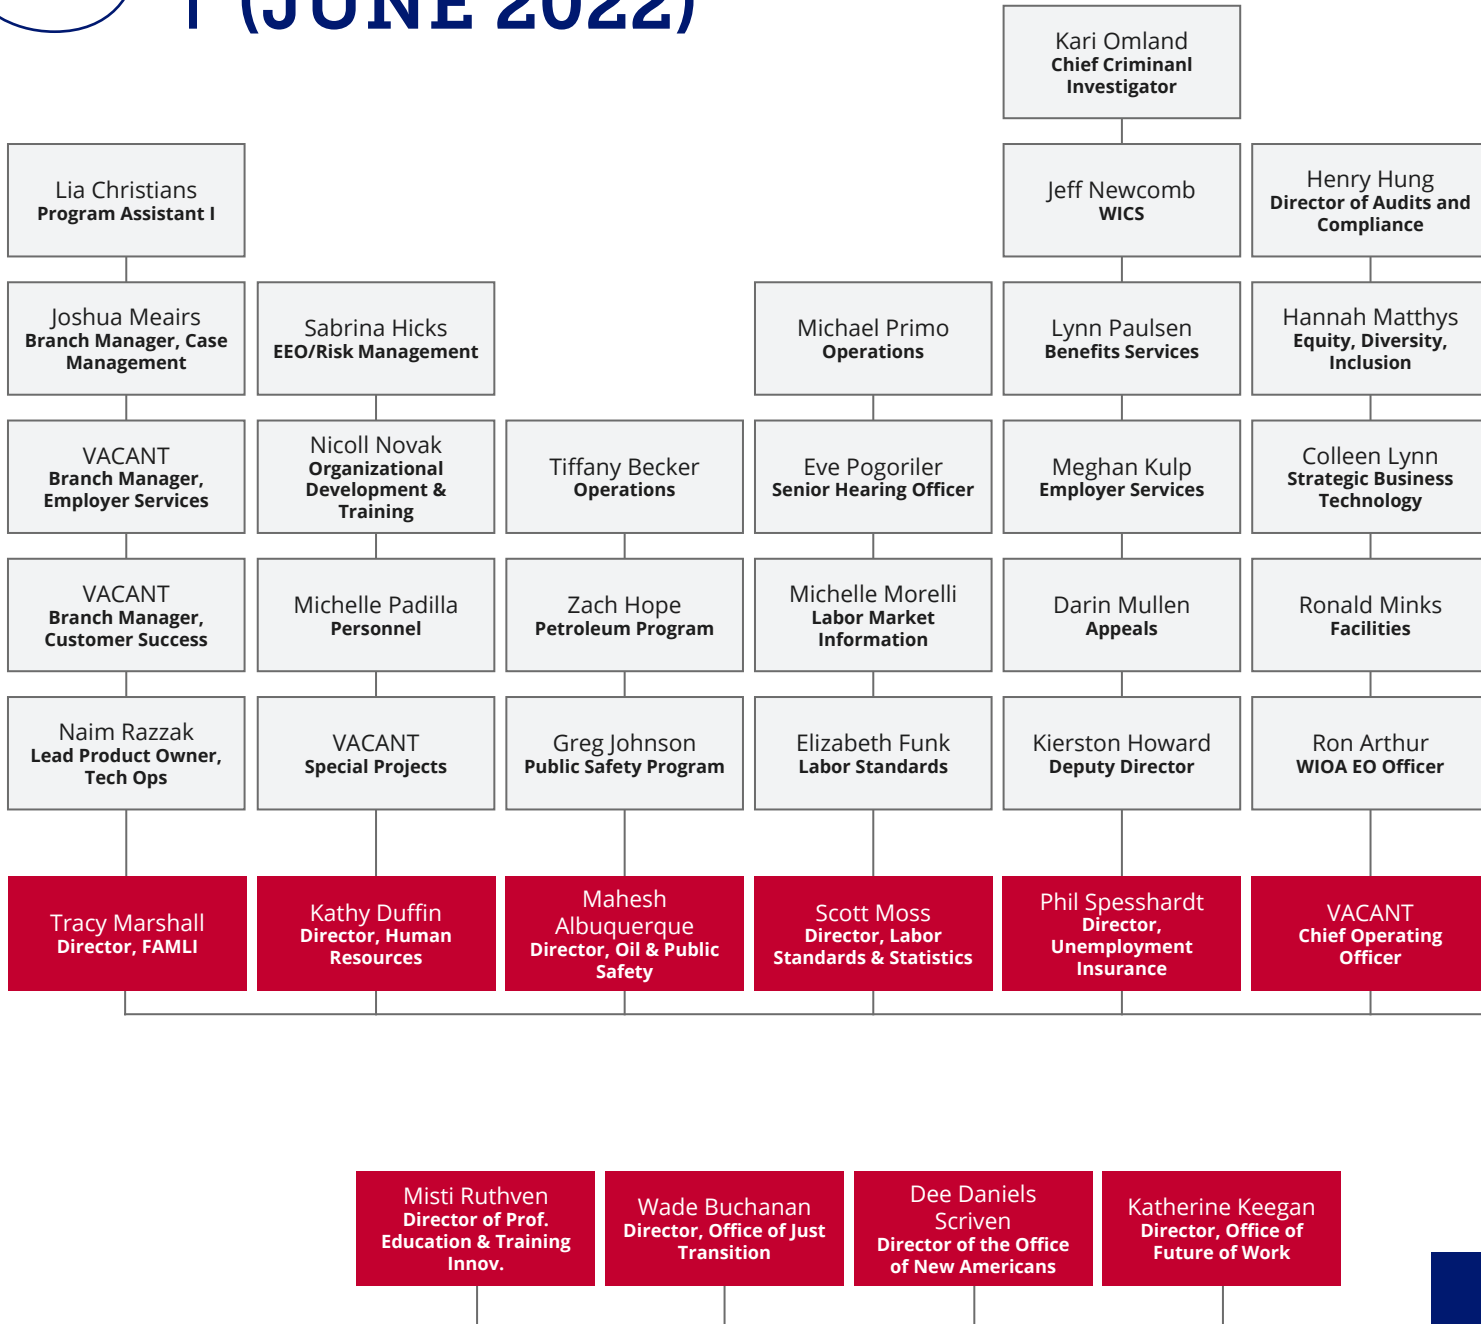 (JUNE 2022)
Kari Omland
Chief Criminanl
Investigator
Lia Christians
Program Assistant I
Jeff Newcomb
WICS
Henry Hung
Director of Audits and
Compliance
Joshua Meairs
Branch Manager, Case
Management
Sabrina Hicks
EEO/Risk Management
Michael Primo
Operations
Lynn Paulsen
Benefits Services
Hannah Matthys
Equity, Diversity,
Inclusion
VACANT
Branch Manager,
Employer Services
Nicoll Novak
Organizational
Development &
Training
Tiffany Becker
Operations
Eve Pogoriler
Senior Hearing Officer
Meghan Kulp
Employer Services
Colleen Lynn
Strategic Business
Technology
VACANT
Branch Manager,
Customer Success
Michelle Padilla
Personnel
Zach Hope
Petroleum Program
Michelle Morelli
Labor Market
Information
Darin Mullen
Appeals
Ronald Minks
Facilities
Naim Razzak
Lead Product Owner,
Tech Ops
VACANT
Special Projects
Greg Johnson
Public Safety Program
Elizabeth Funk
Labor Standards
Kierston Howard
Deputy Director
Ron Arthur
WIOA EO Officer
Tracy Marshall
Director, FAMLI
Kathy Duffin
Director, Human
Resources
Mahesh
Albuquerque
Director, Oil & Public
Safety
Scott Moss
Director, Labor
Standards & Statistics
Phil Spesshardt
Director,
Unemployment
Insurance
VACANT
Chief Operating
Officer
Misti Ruthven
Director of Prof.
Education & Training
Innov.
Wade Buchanan
Director, Office of Just
Transition
Dee Daniels
Scriven
Director of the Office
of New Americans
Katherine Keegan
Director, Office of
Future of Work